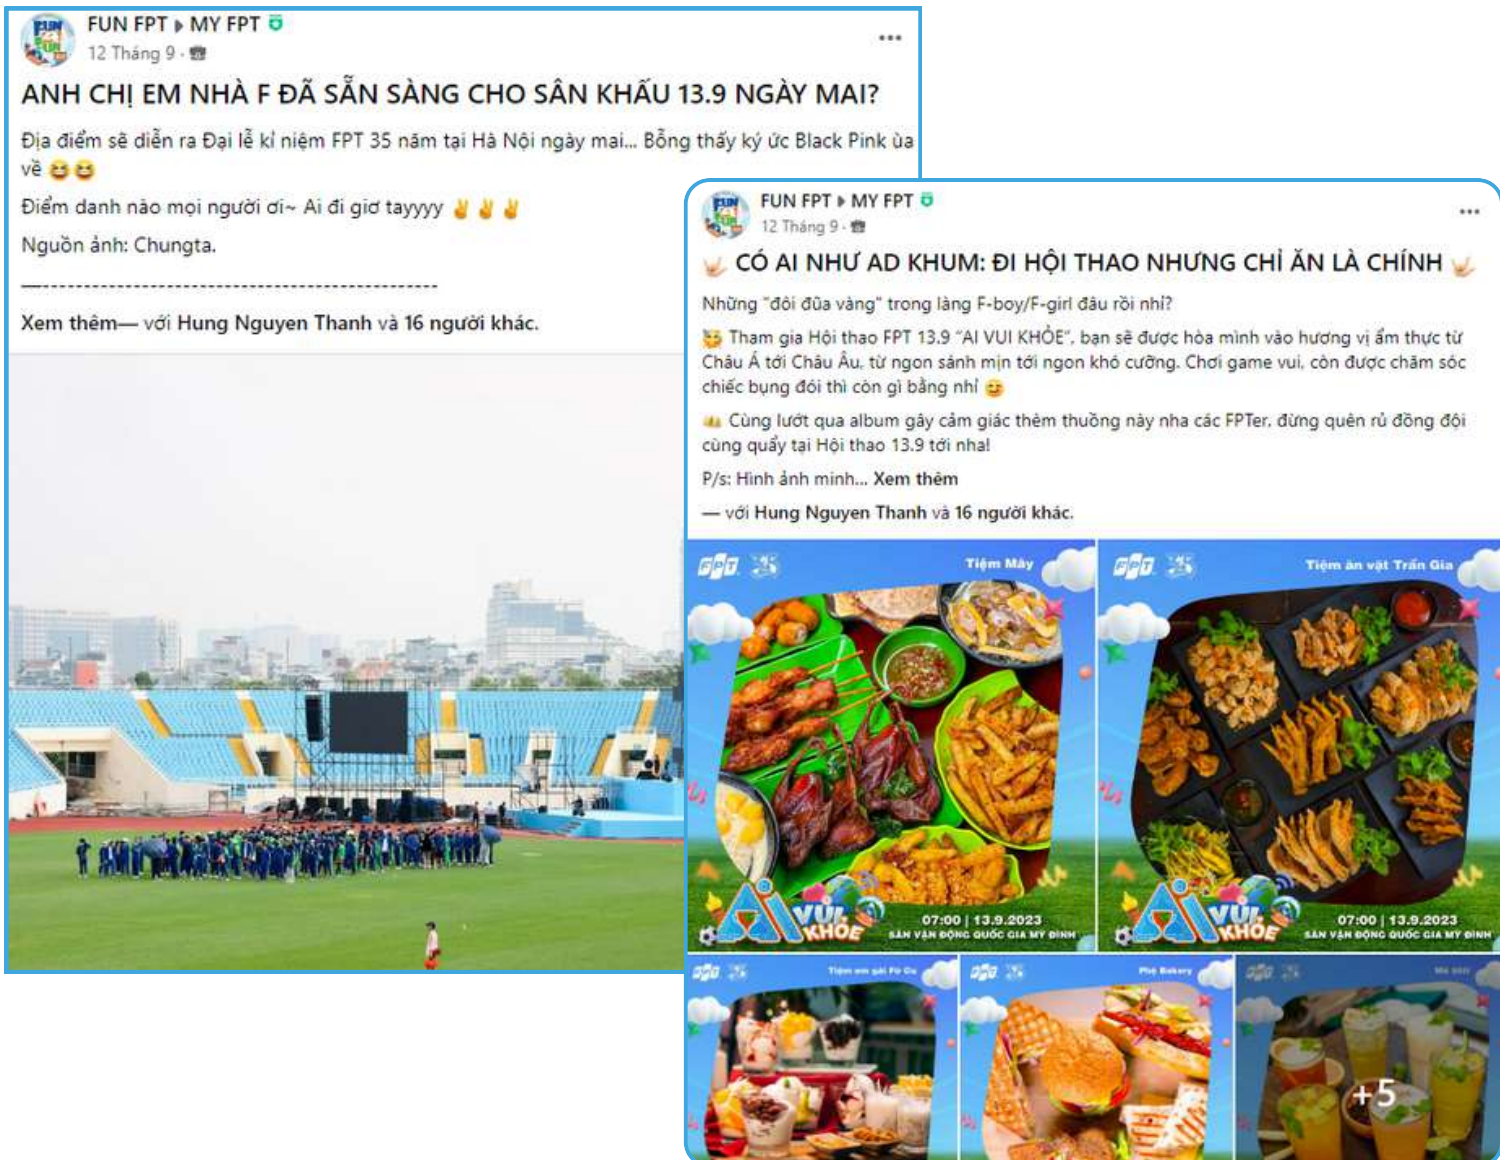 FUN FPT ▸ MY FPT
12 Tháng 9 ·
ANH CHỊ EM NHÀ F ĐÃ SẴN SÀNG CHO SÂN KHẤU 13.9 NGÀY MAI?
Địa điểm sẽ diễn ra Đại lễ kỉ niệm FPT 35 năm tại Hà Nội ngày mai... Bỗng thấy ký ức Black Pink ùa
về 😆😆
Điểm danh nào mọi người ơi~ Ai đi giơ tayyyy ✌️✌️✌️
Nguồn ảnh: Chungta.
—------------------------------------------------
Xem thêm— với Hung Nguyen Thanh và 16 người khác.
FUN FPT ▸ MY FPT
12 Tháng 9 ·
🤟 CÓ AI NHƯ AD KHUM: ĐI HỘI THAO NHƯNG CHỈ ĂN LÀ CHÍNH 🤟
Những "đôi đũa vàng" trong làng F-boy/F-girl đâu rồi nhỉ?
🥰 Tham gia Hội thao FPT 13.9 "AI VUI KHỎE", bạn sẽ được hòa mình vào hương vị ẩm thực từ
Châu Á tới Châu Âu, từ ngon sánh mịn tới ngon khó cưỡng. Chơi game vui, còn được chăm sóc
chiếc bụng đói thì còn gì bằng nhỉ 😋
Cùng lướt qua album gây cảm giác thèm thuồng này nha các FPTer, đừng quên rủ đồng đội
cùng quẩy tại Hội thao 13.9 tới nha!
P/s: Hình ảnh minh... Xem thêm
— với Hung Nguyen Thanh và 16 người khác.
FPT 35 Tiệm Mây
FPT 35 Tiệm ăn vặt Trần Gia
AI VUI KHỎE
07:00 | 13.9.2023
SÂN VẬN ĐỘNG QUỐC GIA MỸ ĐÌNH
AI VUI KHỎE
07:00 | 13.9.2023
SÂN VẬN ĐỘNG QUỐC GIA MỸ ĐÌNH
FPT 35
FPT 35 Phê Bakery
FPT 35
+5